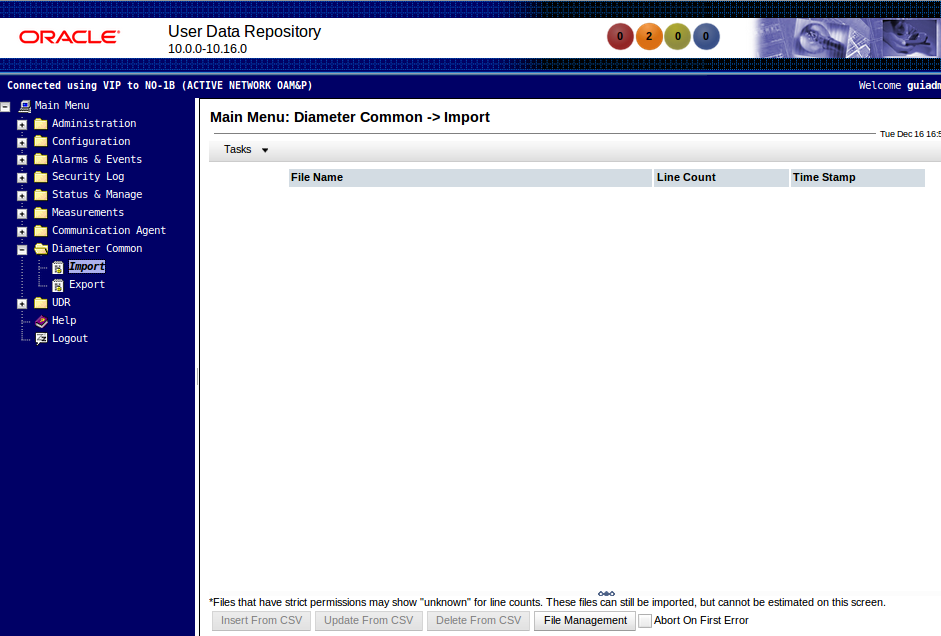 ORACLE®
User Data Repository
10.0.0-10.16.0
0 2 0 0
Connected using VIP to NO-1B (ACTIVE NETWORK OAM&P)
Welcome guiadm
Main Menu
Administration
Configuration
Alarms & Events
Security Log
Status & Manage
Measurements
Communication Agent
Diameter Common
Import
Export
UDR
Help
Logout
Main Menu: Diameter Common -> Import
Tue Dec 16 16:5
Tasks
File Name Line Count Time Stamp
*Files that have strict permissions may show "unknown" for line counts. These files can still be imported, but cannot be estimated on this screen.
Insert From CSV Update From CSV Delete From CSV File Management Abort On First Error